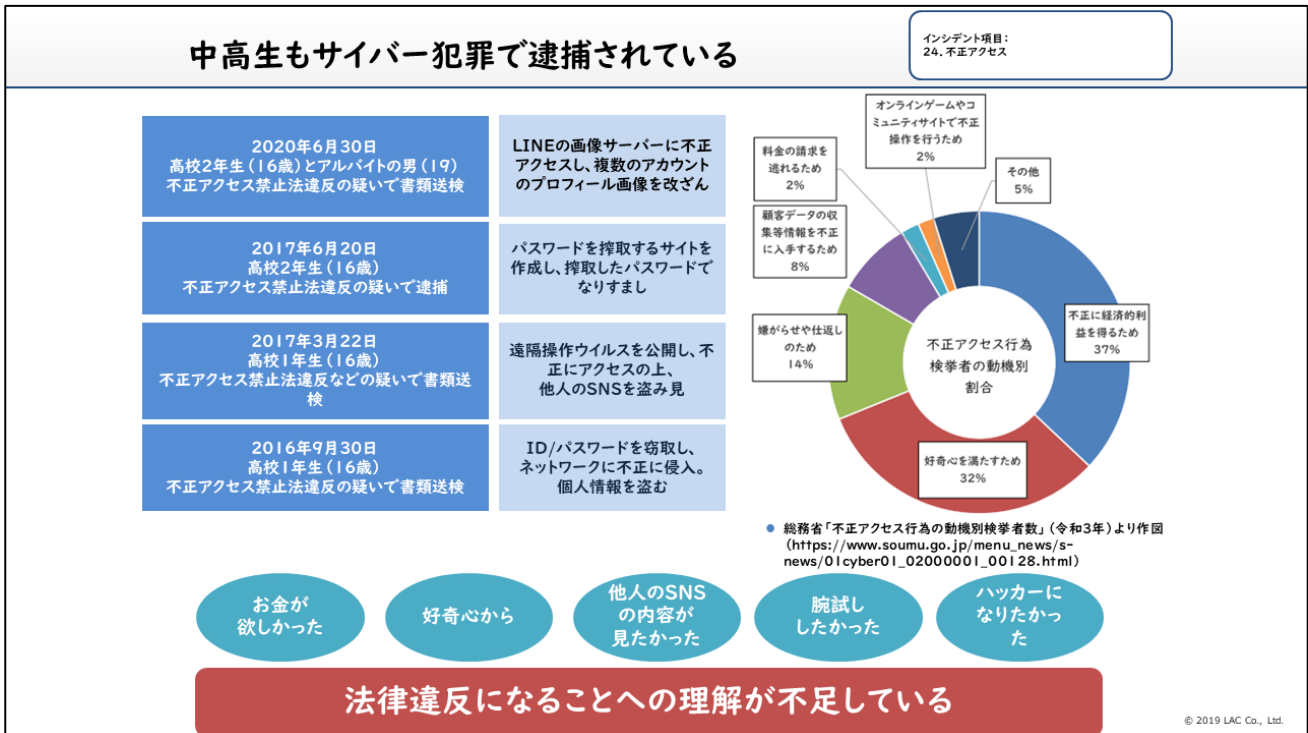 中高生もサイバー犯罪で逮捕されている
インシデント項目：
24. 不正アクセス
2020年6月30日
高校2年生（16歳）とアルバイトの男（19）
不正アクセス禁止法違反の疑いで書類送検
LINEの画像サーバーに不正
アクセスし、複数のアカウント
のプロフィール画像を改ざん
2017年6月20日
高校2年生（16歳）
不正アクセス禁止法違反の疑いで逮捕
パスワードを搾取するサイトを
作成し、搾取したパスワードで
なりすまし
2017年3月22日
高校1年生（16歳）
不正アクセス禁止法違反などの疑いで書類送
検
遠隔操作ウイルスを公開し、不
正にアクセスの上、
他人のSNSを盗み見
2016年9月30日
高校1年生（16歳）
不正アクセス禁止法違反の疑いで書類送検
ID/パスワードを窃取し、
ネットワークに不正に侵入。
個人情報を盗む
オンラインゲームやコ
ミュニティサイトで不正
操作を行うため
2%
料金の請求を
逃れるため
2%
その他
5%
顧客データの収
集等情報を不正
に入手するため
8%
嫌がらせや仕返し
のため
14%
不正に経済的利
益を得るため
37%
不正アクセス行為
検挙者の動機別
割合
好奇心を満たすため
32%
● 総務省「不正アクセス行為の動機別検挙者数」（令和3年）より作図
（https://www.soumu.go.jp/menu_news/s-
news/01cyber01_02000001_00128.html）
お金が
欲しかった
好奇心から
他人のSNS
の内容が
見たかった
腕試し
したかった
ハッカーに
なりたかっ
た
法律違反になることへの理解が不足している
© 2019 LAC Co., Ltd.